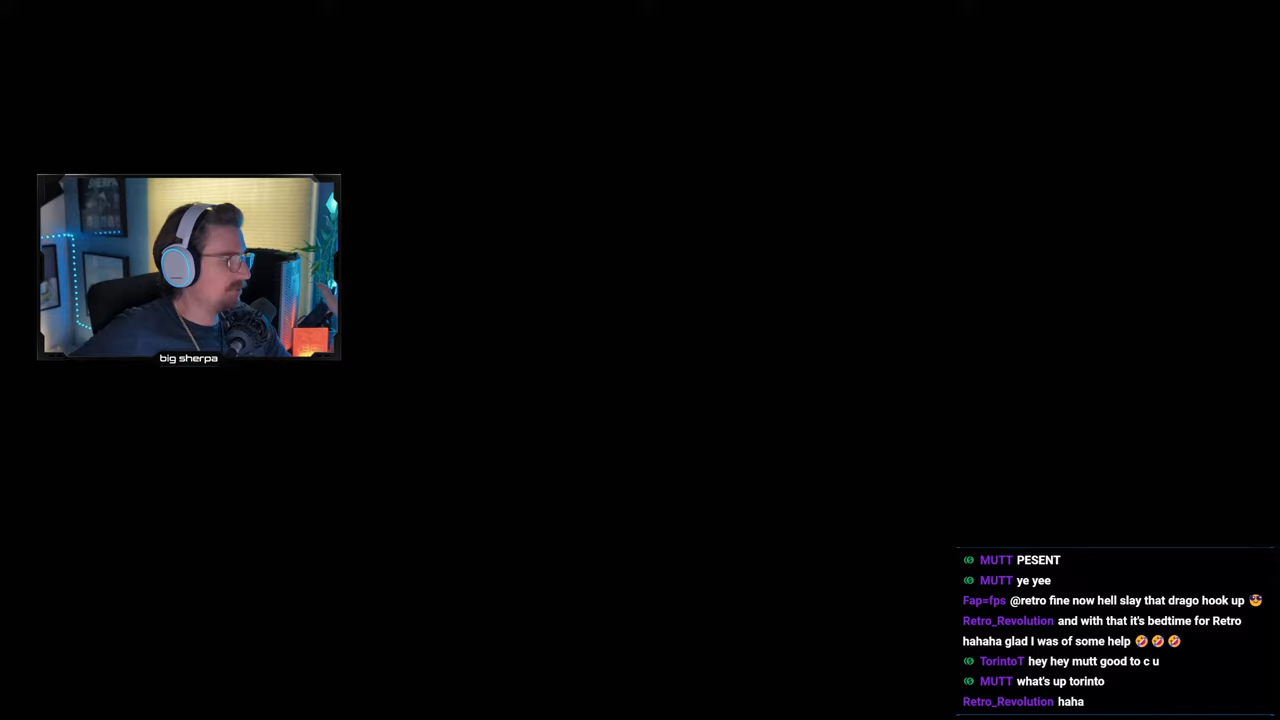 big sherpa
MUTT PESENT
MUTT ye yee
Fap=fps @retro fine now hell slay that drago hook up 😎
Retro_Revolution and with that it's bedtime for Retro
hahaha glad I was of some help 🤣 🤣 🤣
TorintoT hey hey mutt good to c u
MUTT what's up torinto
Retro_Revolution haha